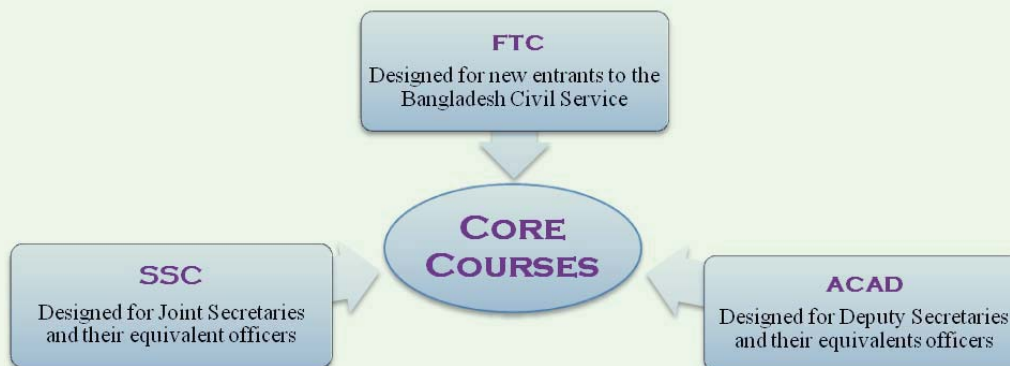 FTC
Designed for new entrants to the
Bangladesh Civil Service
CORE
COURSES
SSC
Designed for Joint Secretaries
and their equivalent officers
ACAD
Designed for Deputy Secretaries
and their equivalents officers